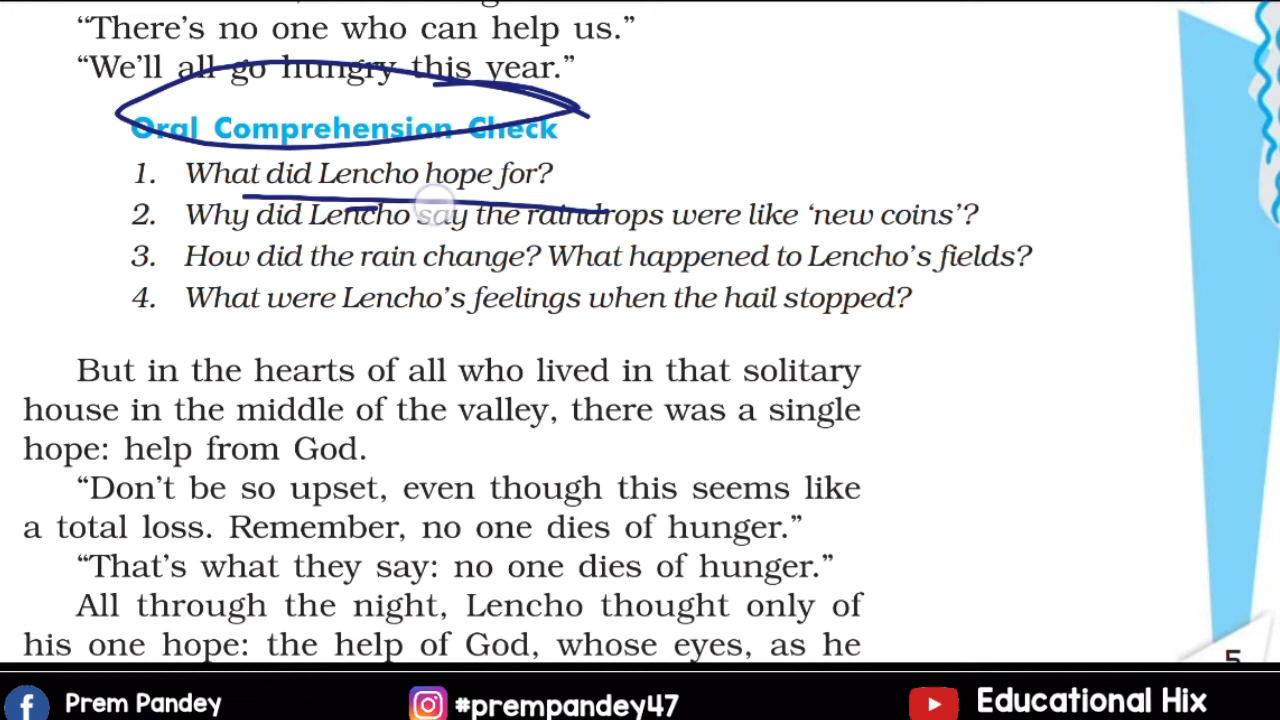 “There’s no one who can help us.”
“We’ll all go hungry this year.”
Oral Comprehension Check
1. What did Lencho hope for?
2. Why did Lencho say the raindrops were like ‘new coins’?
3. How did the rain change? What happened to Lencho’s fields?
4. What were Lencho’s feelings when the hail stopped?
But in the hearts of all who lived in that solitary
house in the middle of the valley, there was a single
hope: help from God.
“Don’t be so upset, even though this seems like
a total loss. Remember, no one dies of hunger.”
“That’s what they say: no one dies of hunger.”
All through the night, Lencho thought only of
his one hope: the help of God, whose eyes, as he
5
Prem Pandey
#prempandey47
Educational Hix